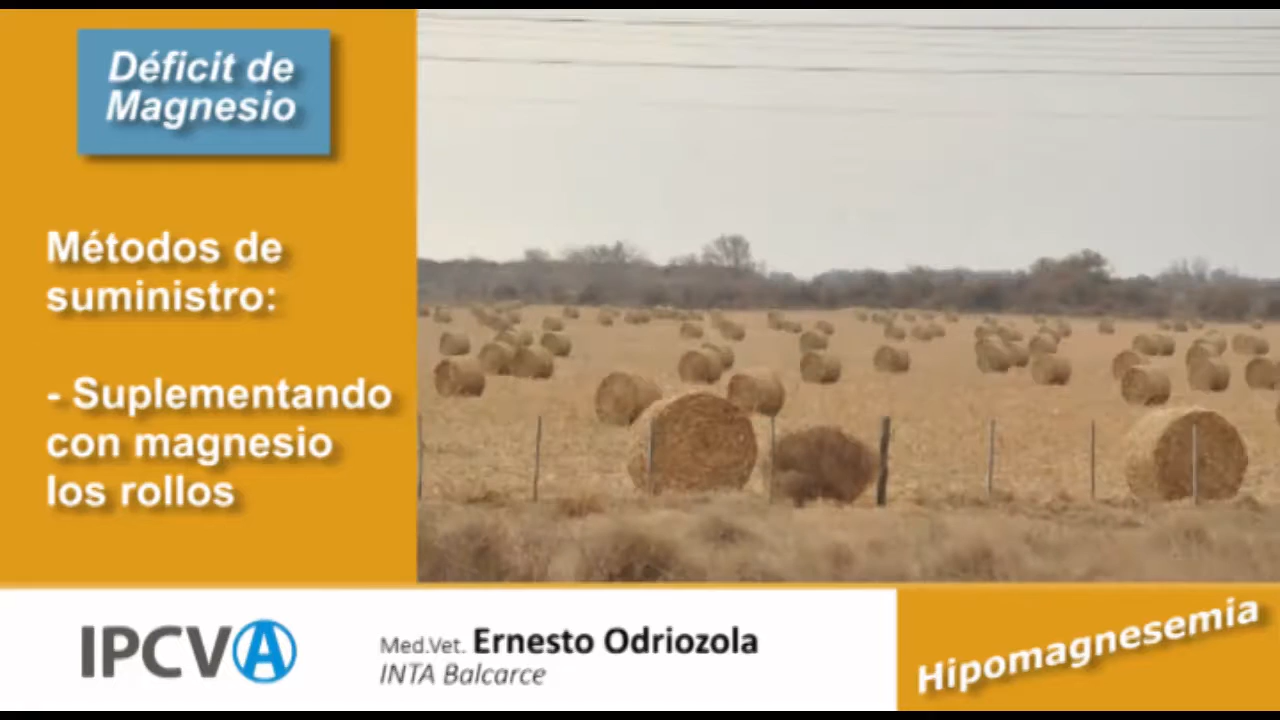 Déficit de
Magnesio
Métodos de
suministro:
- Suplementando
con magnesio
los rollos
IPCVA
Med.Vet. Ernesto Odriozola
INTA Balcarce
Hipomagnesemia